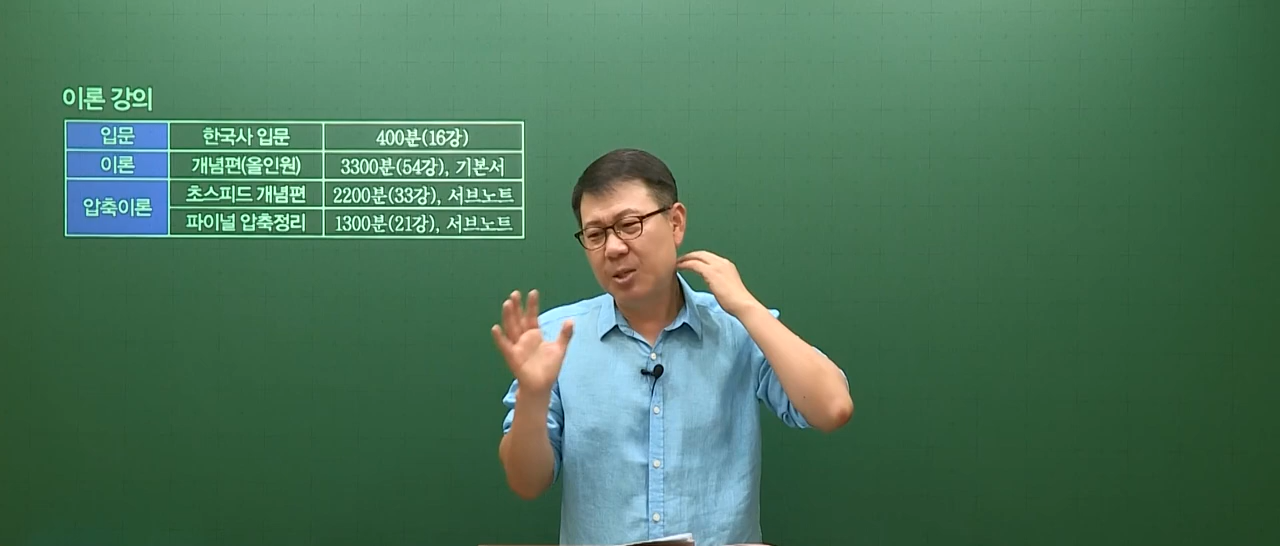 이론 강의
입문 한국사 입문 400분(16강)
이론 개념편(올인원) 3300분(54강), 기본서
압축이론 초스피드 개념편 2200분(33강), 서브노트
파이널 압축정리 1300분(21강), 서브노트